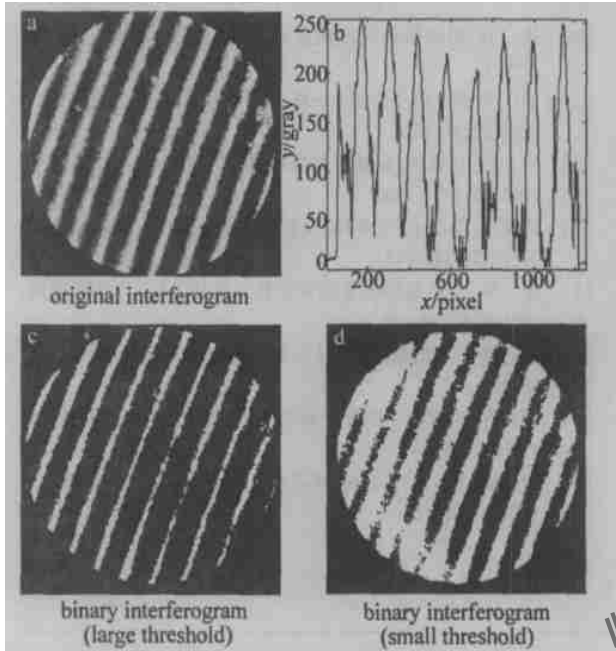 a
b
250
200
150
100
50
0
y/gray
200 600 1000
x/pixel
original interferogram
c
d
binary interferogram
(large threshold)
binary interferogram
(small threshold)